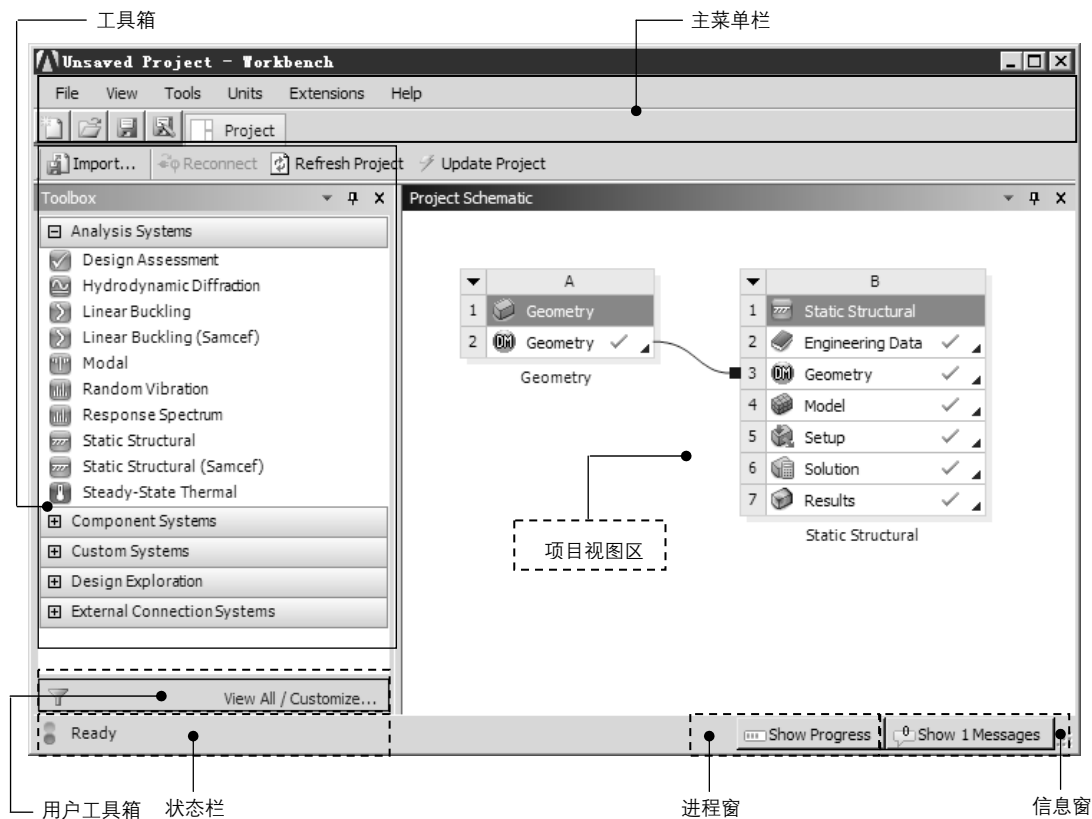 工具箱
主菜单栏
Unsaved Project - Workbench
File View Tools Units Extensions Help
Project
Import... Reconnect Refresh Project Update Project
Toolbox
Project Schematic
Analysis Systems
Design Assessment
Hydrodynamic Diffraction
Linear Buckling
Linear Buckling (Samcef)
Modal
Random Vibration
Response Spectrum
Static Structural
Static Structural (Samcef)
Steady-State Thermal
Component Systems
Custom Systems
Design Exploration
External Connection Systems
A
1 Geometry
2 DM Geometry
Geometry
B
1 Static Structural
2 Engineering Data
3 DM Geometry
4 Model
5 Setup
6 Solution
7 Results
Static Structural
项目视图区
View All / Customize...
Ready
Show Progress
0 Show 1 Messages
用户工具箱
状态栏
进程窗
信息窗